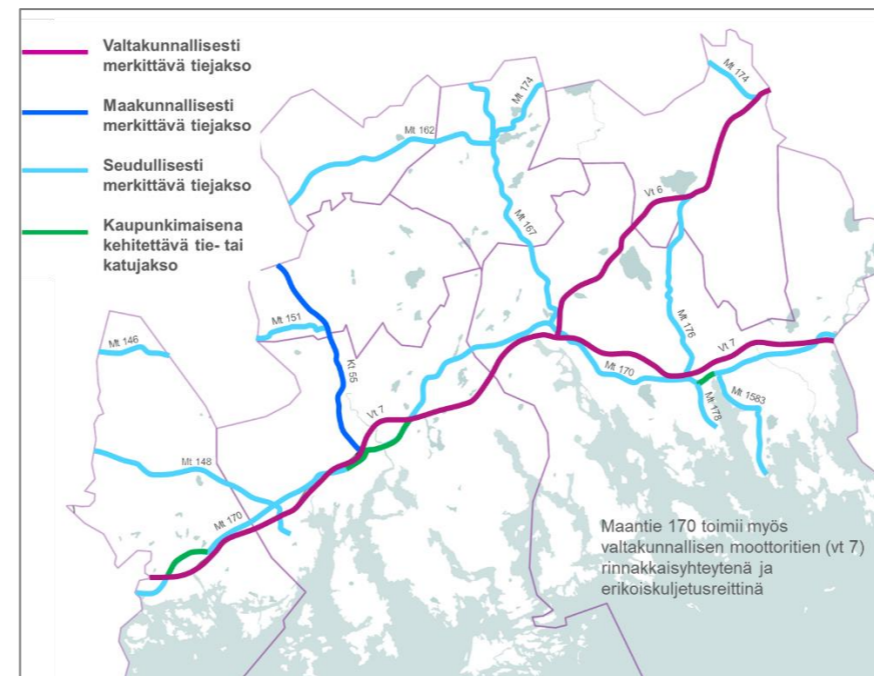 Valtakunnallisesti
merkittävä tiejakso
Maakunnallisesti
merkittävä tiejakso
Seudullisesti
merkittävä tiejakso
Kaupunkimaisena
kehitettävä tie- tai
katujakso
Mt 174
Mt 174
Mt 162
Vt 6
Mt 167
Mt 151
Mt 146
Kt 55
Mt 176
Vt 7
Mt 170
Vt 7
Mt 1583
Mt 178
Mt 148
Mt 170
Maantie 170 toimii myös
valtakunnallisen moottoritien (vt 7)
rinnakkaisyhteytenä ja
erikoiskuljetusreittinä